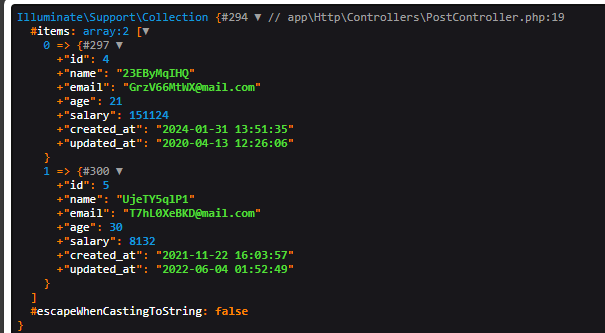 Illuminate\Support\Collection {#294 ▼ // app\Http\Controllers\PostController.php:19
#items: array:2 [▼
0 => {#297 ▼
+"id": 4
+"name": "23EByMqIHQ"
+"email": "GrzV66MtWX@mail.com"
+"age": 21
+"salary": 151124
+"created_at": "2024-01-31 13:51:35"
+"updated_at": "2020-04-13 12:26:06"
}
1 => {#300 ▼
+"id": 5
+"name": "UjeTY5qlP1"
+"email": "T7hL0XeBKD@mail.com"
+"age": 30
+"salary": 8132
+"created_at": "2021-11-22 16:03:57"
+"updated_at": "2022-06-04 01:52:49"
}
]
#escapeWhenCastingToString: false
}